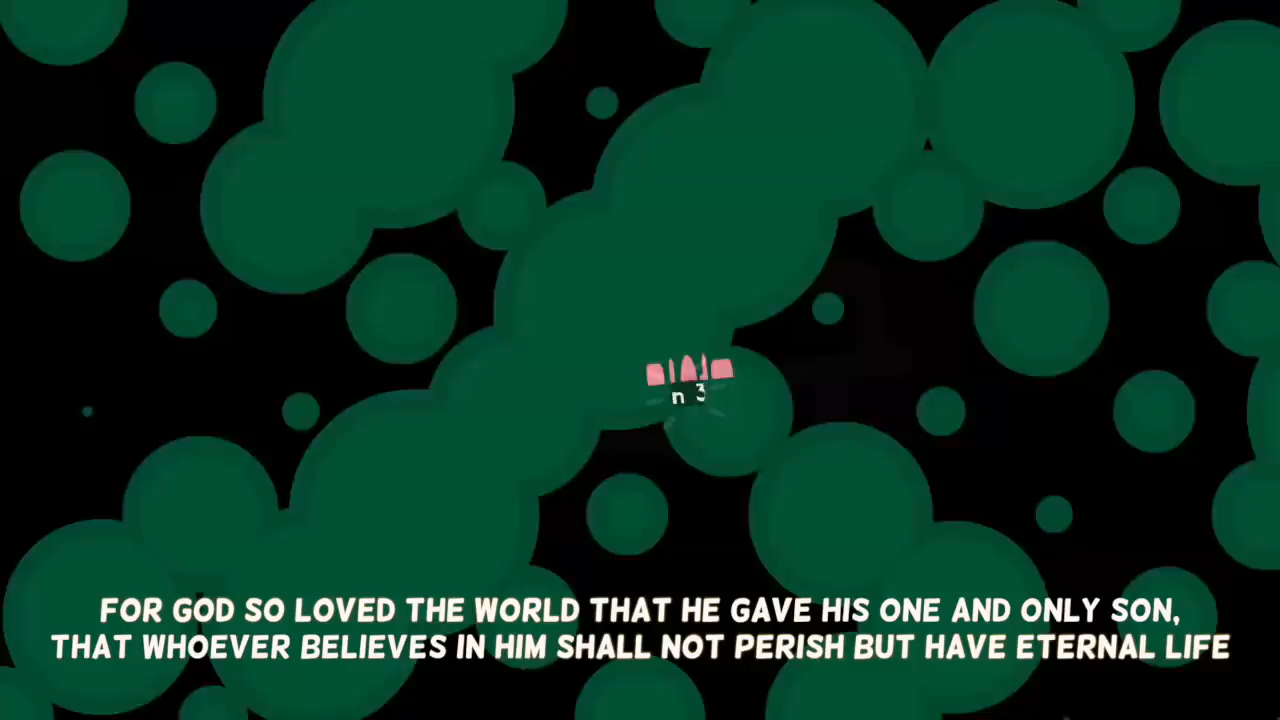 n 3
FOR GOD SO LOVED THE WORLD THAT HE GAVE HIS ONE AND ONLY SON,
THAT WHOEVER BELIEVES IN HIM SHALL NOT PERISH BUT HAVE ETERNAL LIFE